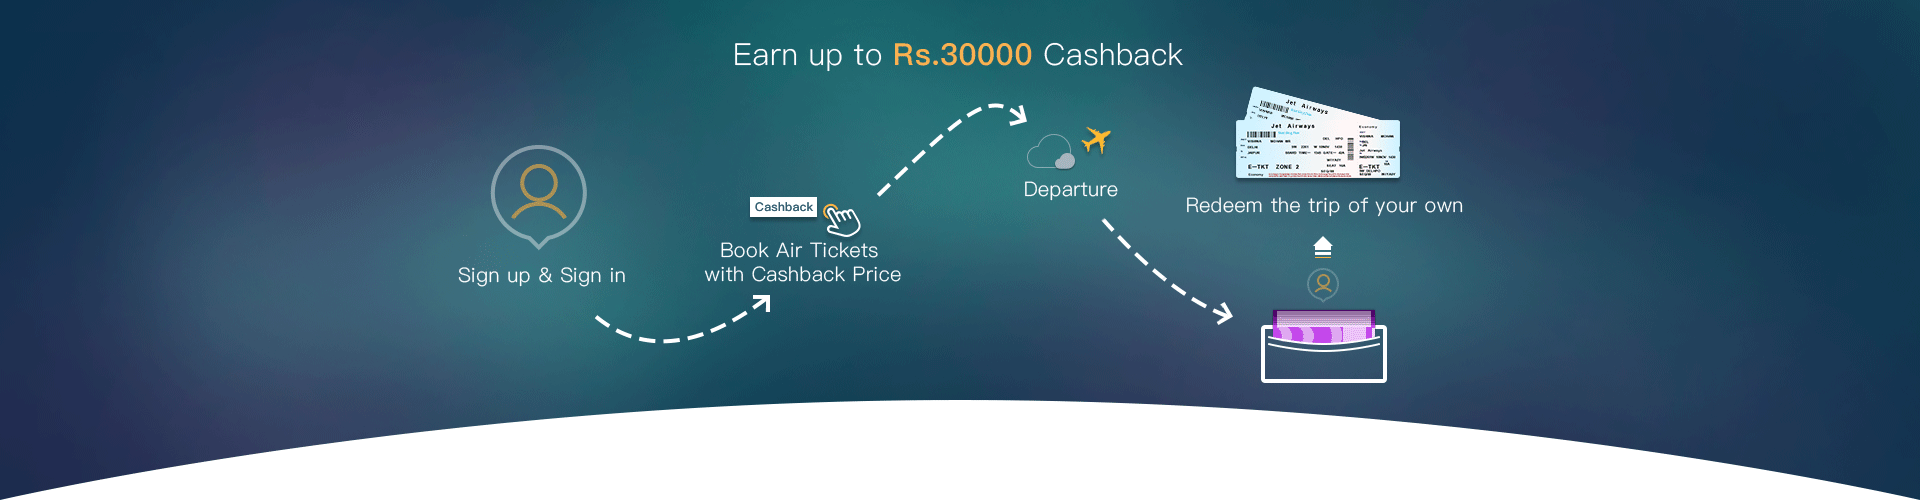 Earn up to Rs.30000 Cashback
Sign up & Sign in
Cashback
Book Air Tickets
with Cashback Price
Departure
Jet Airways
Jet Airways
Economy
E-TKT ZONE 2
E-TKT
Redeem the trip of your own